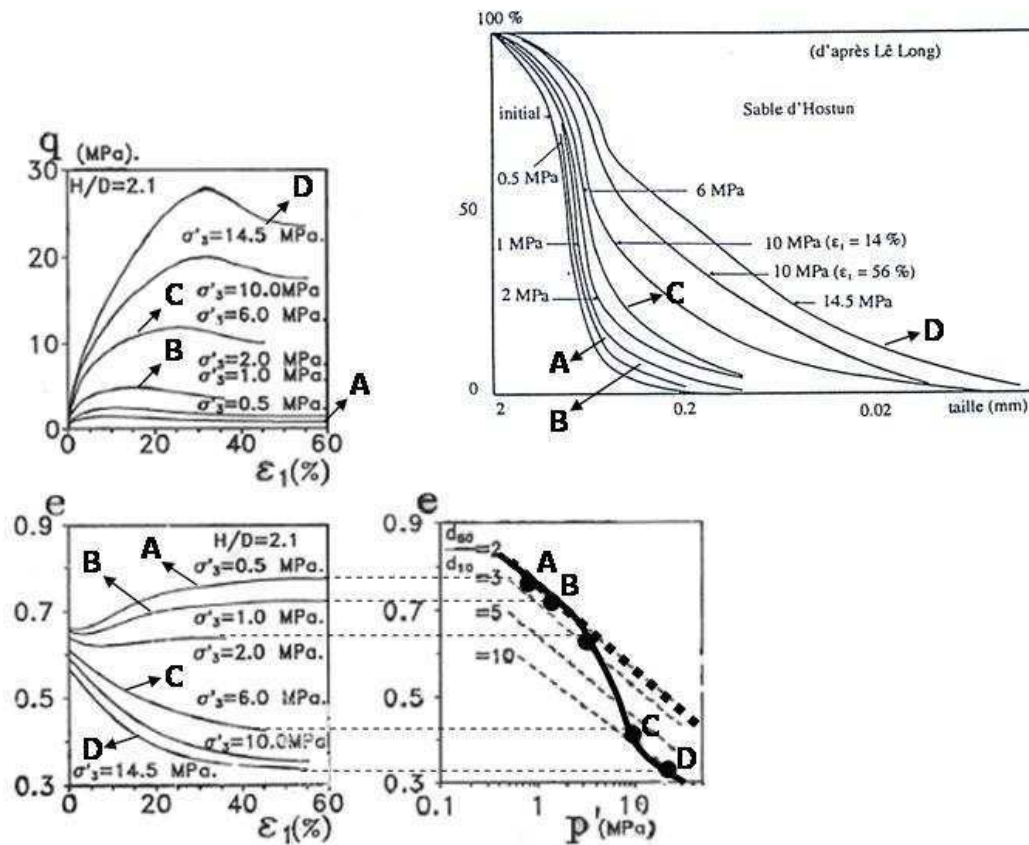 q (MPa).
30
20
10
0
H/D=2.1
D
σ'₃=14.5 MPa.
C
σ'₃=10.0MPa
σ'₃=6.0 MPa.
B
σ'₃=2.0 MPa.
σ'₃=1.0 MPa.
A
σ'₃=0.5 MPa.
0 20 40 60
ε₁(%)
100 %
(d'après Lê Long)
Sable d'Hostun
initial
0.5 MPa
6 MPa
50
1 MPa
10 MPa (ε₁ = 14 %)
10 MPa (ε₁ = 56 %)
2 MPa
C
14.5 MPa
A
D
B
0
2 0.2 0.02 taille (mm)
e
0.9
0.7
0.5
0.3
H/D=2.1
A
σ'₃=0.5 MPa.
B
σ'₃=1.0 MPa.
σ'₃=2.0 MPa.
C
σ'₃=6.0 MPa.
σ'₃=10.0MPa
D
σ'₃=14.5 MPa.
0 20 40 60
ε₁(%)
e
0.9
0.7
0.5
0.3
d₆₀
=2
d₁₀
=3
=5
=10
A
B
C
D
0.1 1 10
p'(MPa)